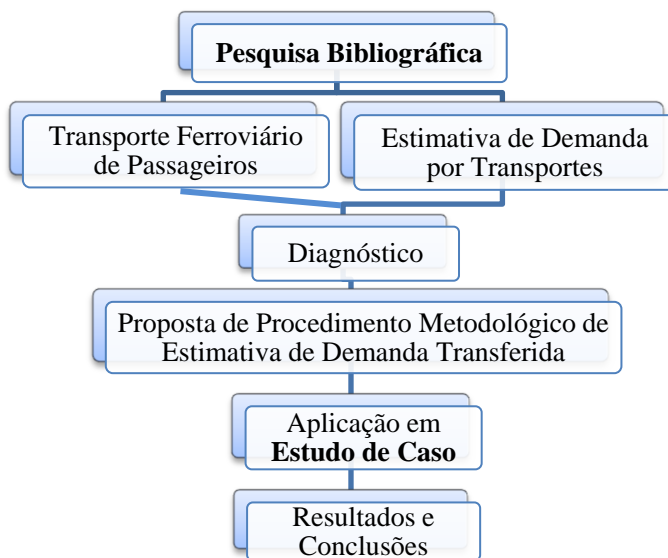 Pesquisa Bibliográfica
Transporte Ferroviário
de Passageiros
Estimativa de Demanda
por Transportes
Diagnóstico
Proposta de Procedimento Metodológico de
Estimativa de Demanda Transferida
Aplicação em
Estudo de Caso
Resultados e
Conclusões